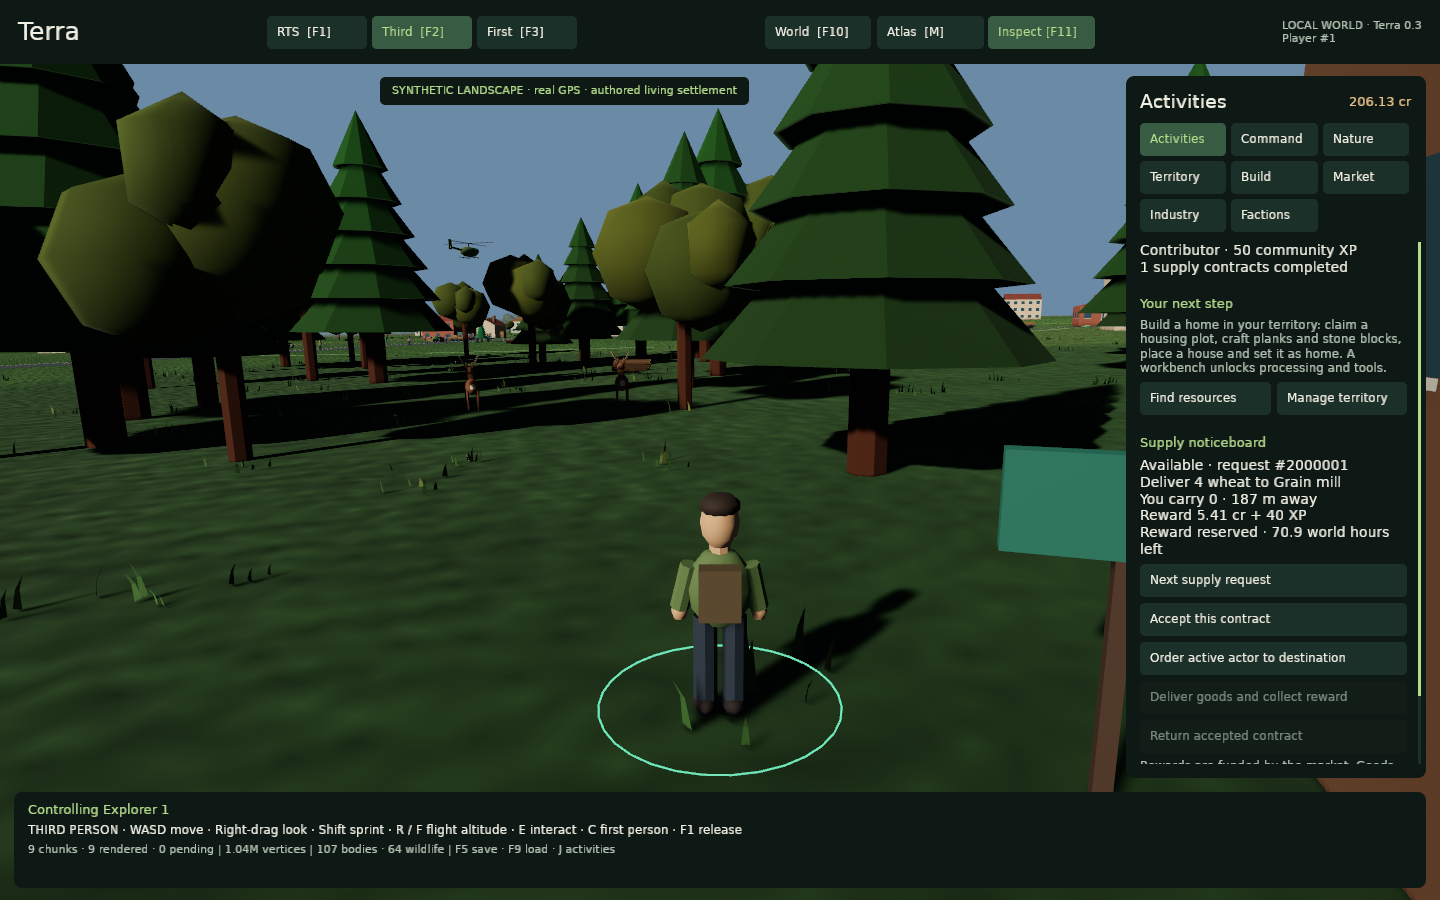 Terra
RTS [F1]
Third [F2]
First [F3]
World [F10]
Atlas [M]
Inspect [F11]
LOCAL WORLD · Terra 0.3
Player #1
SYNTHETIC LANDSCAPE · real GPS · authored living settlement
Activities
206.13 cr
Activities
Command
Nature
Territory
Build
Market
Industry
Factions
Contributor · 50 community XP
1 supply contracts completed
Your next step
Build a home in your territory: claim a
housing plot, craft planks and stone blocks,
place a house and set it as home. A
workbench unlocks processing and tools.
Find resources
Manage territory
Supply noticeboard
Available · request #2000001
Deliver 4 wheat to Grain mill
You carry 0 · 187 m away
Reward 5.41 cr + 40 XP
Reward reserved · 70.9 world hours
left
Next supply request
Accept this contract
Order active actor to destination
Deliver goods and collect reward
Return accepted contract
Rewards are funded by the market. Goods
Controlling Explorer 1
THIRD PERSON · WASD move · Right-drag look · Shift sprint · R / F flight altitude · E interact · C first person · F1 release
9 chunks · 9 rendered · 0 pending | 1.04M vertices | 107 bodies · 64 wildlife | F5 save · F9 load · J activities